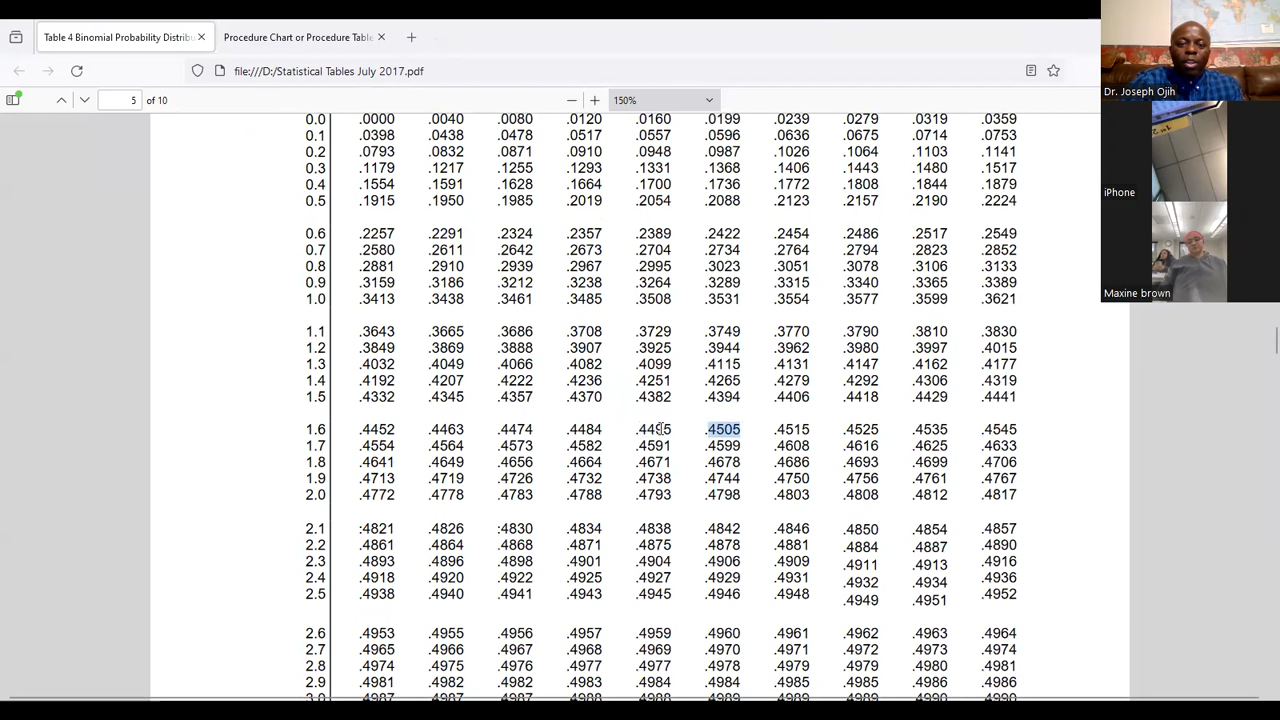 Table 4 Binomial Probability Distribu
Procedure Chart or Procedure Table
file:///D:/Statistical Tables July 2017.pdf
5 of 10
150%
0.0 .0000 .0040 .0080 .0120 .0160 .0199 .0239 .0279 .0319 .0359
0.1 .0398 .0438 .0478 .0517 .0557 .0596 .0636 .0675 .0714 .0753
0.2 .0793 .0832 .0871 .0910 .0948 .0987 .1026 .1064 .1103 .1141
0.3 .1179 .1217 .1255 .1293 .1331 .1368 .1406 .1443 .1480 .1517
0.4 .1554 .1591 .1628 .1664 .1700 .1736 .1772 .1808 .1844 .1879
0.5 .1915 .1950 .1985 .2019 .2054 .2088 .2123 .2157 .2190 .2224
0.6 .2257 .2291 .2324 .2357 .2389 .2422 .2454 .2486 .2517 .2549
0.7 .2580 .2611 .2642 .2673 .2704 .2734 .2764 .2794 .2823 .2852
0.8 .2881 .2910 .2939 .2967 .2995 .3023 .3051 .3078 .3106 .3133
0.9 .3159 .3186 .3212 .3238 .3264 .3289 .3315 .3340 .3365 .3389
1.0 .3413 .3438 .3461 .3485 .3508 .3531 .3554 .3577 .3599 .3621
1.1 .3643 .3665 .3686 .3708 .3729 .3749 .3770 .3790 .3810 .3830
1.2 .3849 .3869 .3888 .3907 .3925 .3944 .3962 .3980 .3997 .4015
1.3 .4032 .4049 .4066 .4082 .4099 .4115 .4131 .4147 .4162 .4177
1.4 .4192 .4207 .4222 .4236 .4251 .4265 .4279 .4292 .4306 .4319
1.5 .4332 .4345 .4357 .4370 .4382 .4394 .4406 .4418 .4429 .4441
1.6 .4452 .4463 .4474 .4484 .4495 .4505 .4515 .4525 .4535 .4545
1.7 .4554 .4564 .4573 .4582 .4591 .4599 .4608 .4616 .4625 .4633
1.8 .4641 .4649 .4656 .4664 .4671 .4678 .4686 .4693 .4699 .4706
1.9 .4713 .4719 .4726 .4732 .4738 .4744 .4750 .4756 .4761 .4767
2.0 .4772 .4778 .4783 .4788 .4793 .4798 .4803 .4808 .4812 .4817
2.1 :4821 .4826 :4830 .4834 .4838 .4842 .4846 .4850 .4854 .4857
2.2 .4861 .4864 .4868 .4871 .4875 .4878 .4881 .4884 .4887 .4890
2.3 .4893 .4896 .4898 .4901 .4904 .4906 .4909 .4911 .4913 .4916
2.4 .4918 .4920 .4922 .4925 .4927 .4929 .4931 .4932 .4934 .4936
2.5 .4938 .4940 .4941 .4943 .4945 .4946 .4948 .4949 .4951 .4952
2.6 .4953 .4955 .4956 .4957 .4959 .4960 .4961 .4962 .4963 .4964
2.7 .4965 .4966 .4967 .4968 .4969 .4970 .4971 .4972 .4973 .4974
2.8 .4974 .4975 .4976 .4977 .4977 .4978 .4979 .4979 .4980 .4981
2.9 .4981 .4982 .4982 .4983 .4984 .4984 .4985 .4985 .4986 .4986
3.0 .4987 .4987 .4987 .4988 .4988 .4989 .4989 .4989 .4990 .4990
Dr. Joseph Ojih
iPhone
Maxine brown